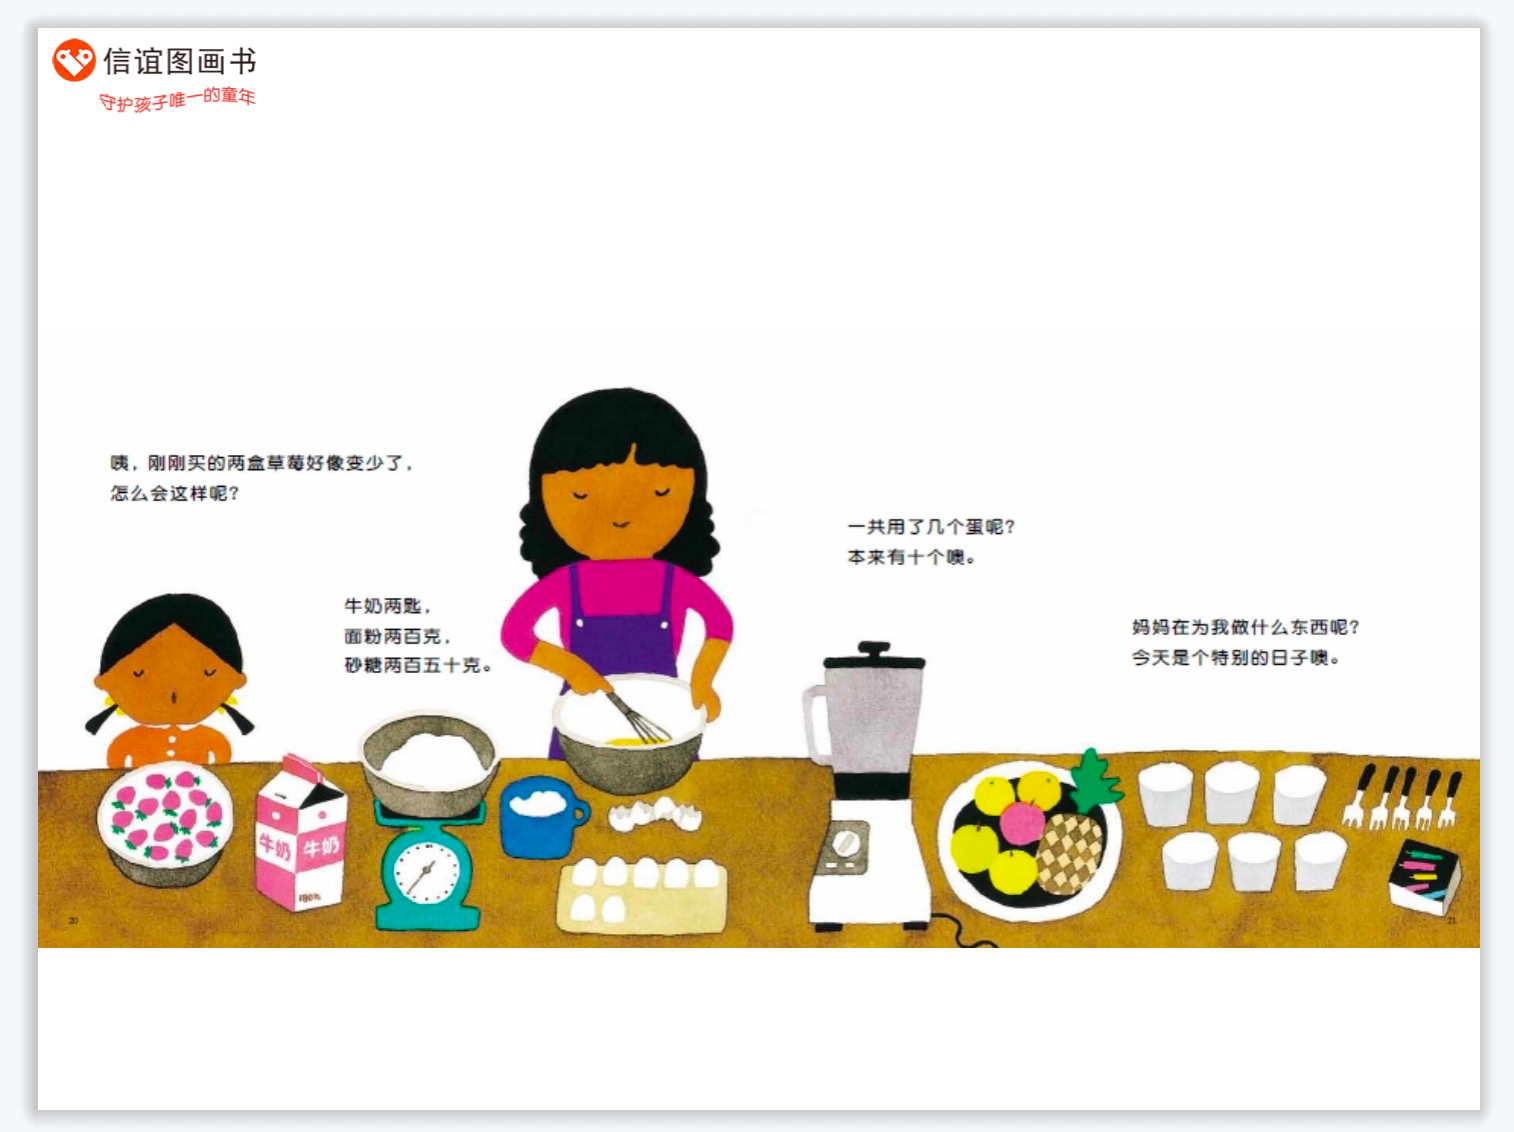 信谊图画书
守护孩子唯一的童年
咦，刚刚买的两盒草莓好像变少了，
怎么会这样呢？
牛奶两匙，
面粉两百克，
砂糖两百五十克。
一共用了几个蛋呢？
本来有十个噢。
妈妈在为我做什么东西呢？
今天是个特别的日子噢。
牛奶 牛奶
100%
20
21